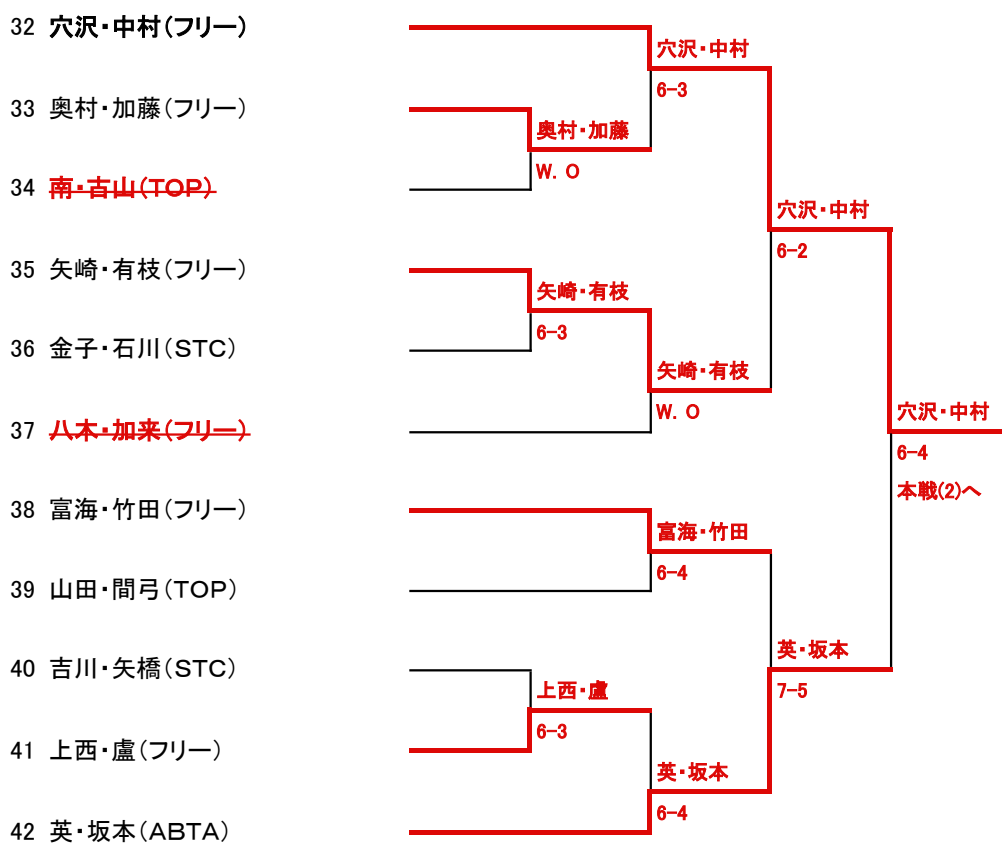 32 穴沢・中村(フリー)
穴沢・中村
6-3
33 奥村・加藤(フリー)
奥村・加藤
W. O
34 南・古山(TOP)
穴沢・中村
6-2
35 矢崎・有枝(フリー)
矢崎・有枝
6-3
36 金子・石川(STC)
矢崎・有枝
W. O
37 八木・加来(フリー)
穴沢・中村
6-4
本戦(2)へ
38 富海・竹田(フリー)
富海・竹田
6-4
39 山田・間弓(TOP)
英・坂本
7-5
40 吉川・矢橋(STC)
上西・盧
6-3
41 上西・盧(フリー)
英・坂本
6-4
42 英・坂本(ABTA)